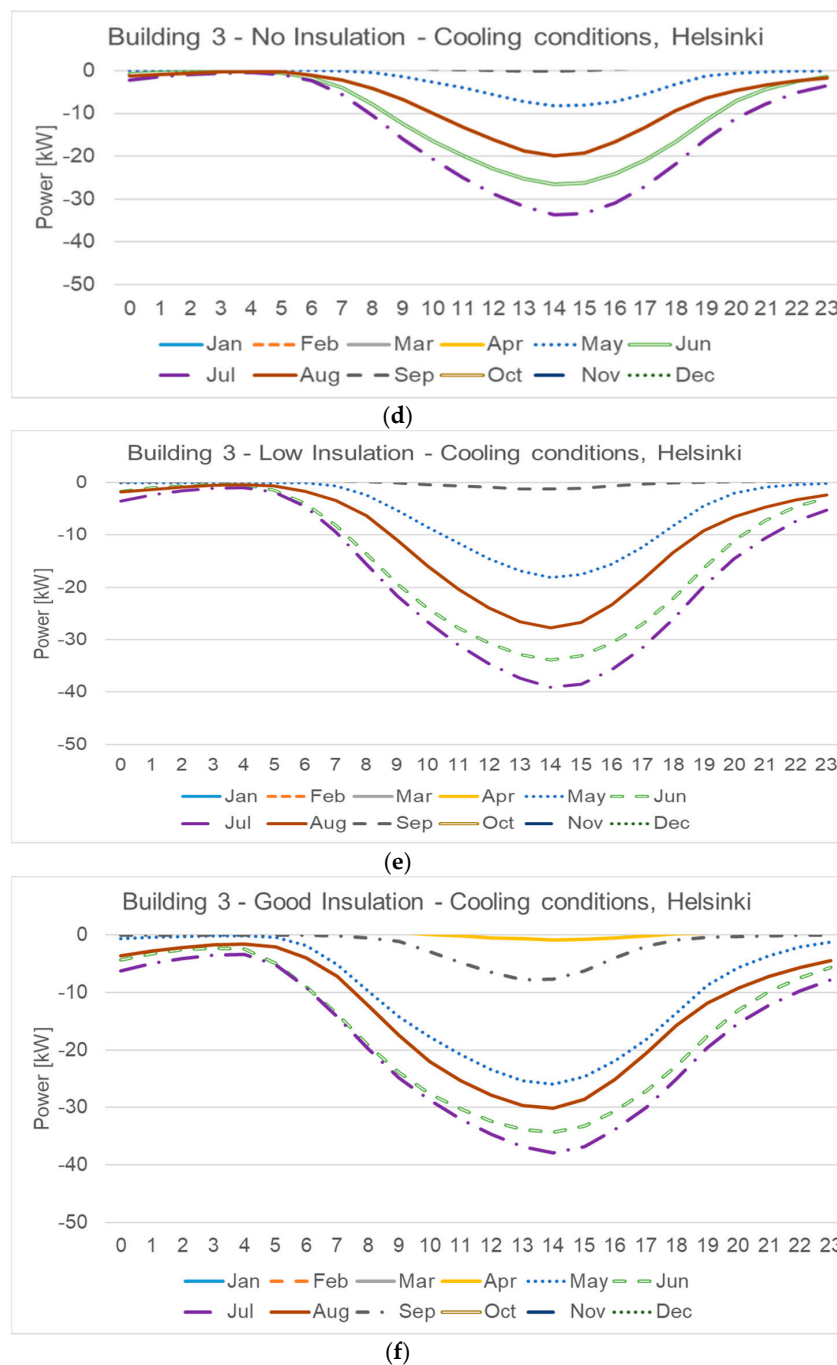 Building 3 - No Insulation - Cooling conditions, Helsinki
Power [kW]
0
-10
-20
-30
-40
-50
0 1 2 3 4 5 6 7 8 9 10 11 12 13 14 15 16 17 18 19 20 21 22 23
Jan Feb Mar Apr May Jun
Jul Aug Sep Oct Nov Dec
(d)
Building 3 - Low Insulation - Cooling conditions, Helsinki
Power [kW]
0
-10
-20
-30
-40
-50
0 1 2 3 4 5 6 7 8 9 10 11 12 13 14 15 16 17 18 19 20 21 22 23
Jan Feb Mar Apr May Jun
Jul Aug Sep Oct Nov Dec
(e)
Building 3 - Good Insulation - Cooling conditions, Helsinki
Power [kW]
0
-10
-20
-30
-40
-50
0 1 2 3 4 5 6 7 8 9 10 11 12 13 14 15 16 17 18 19 20 21 22 23
Jan Feb Mar Apr May Jun
Jul Aug Sep Oct Nov Dec
(f)